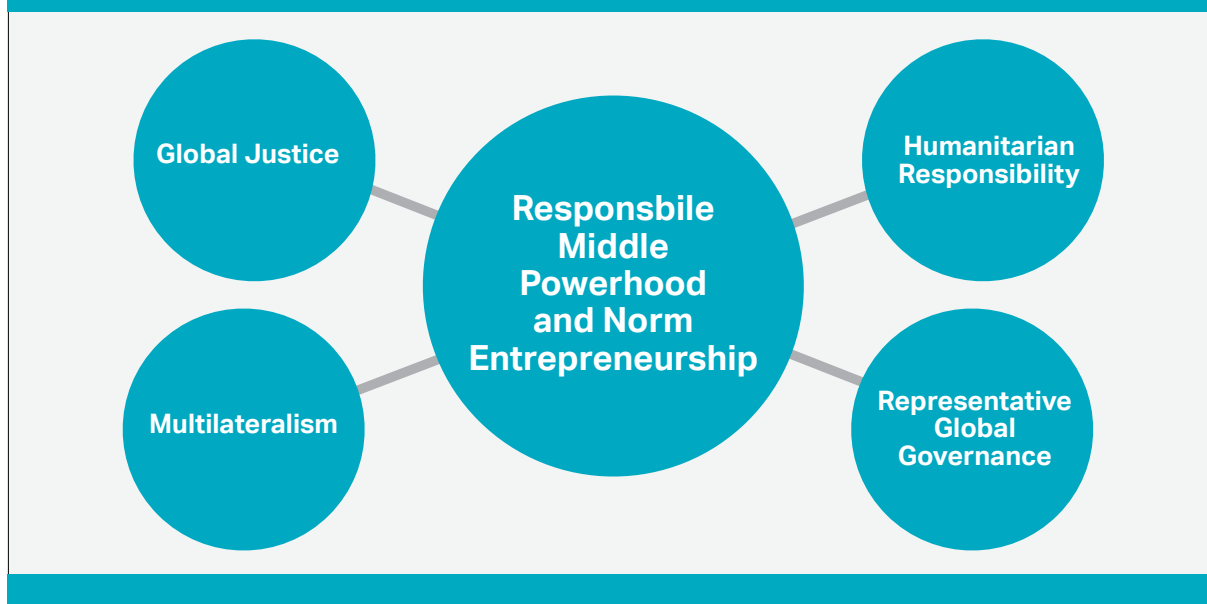 Global Justice
Humanitarian
Responsibility
Responsbile
Middle
Powerhood
and Norm
Entrepreneurship
Multilateralism
Representative
Global
Governance